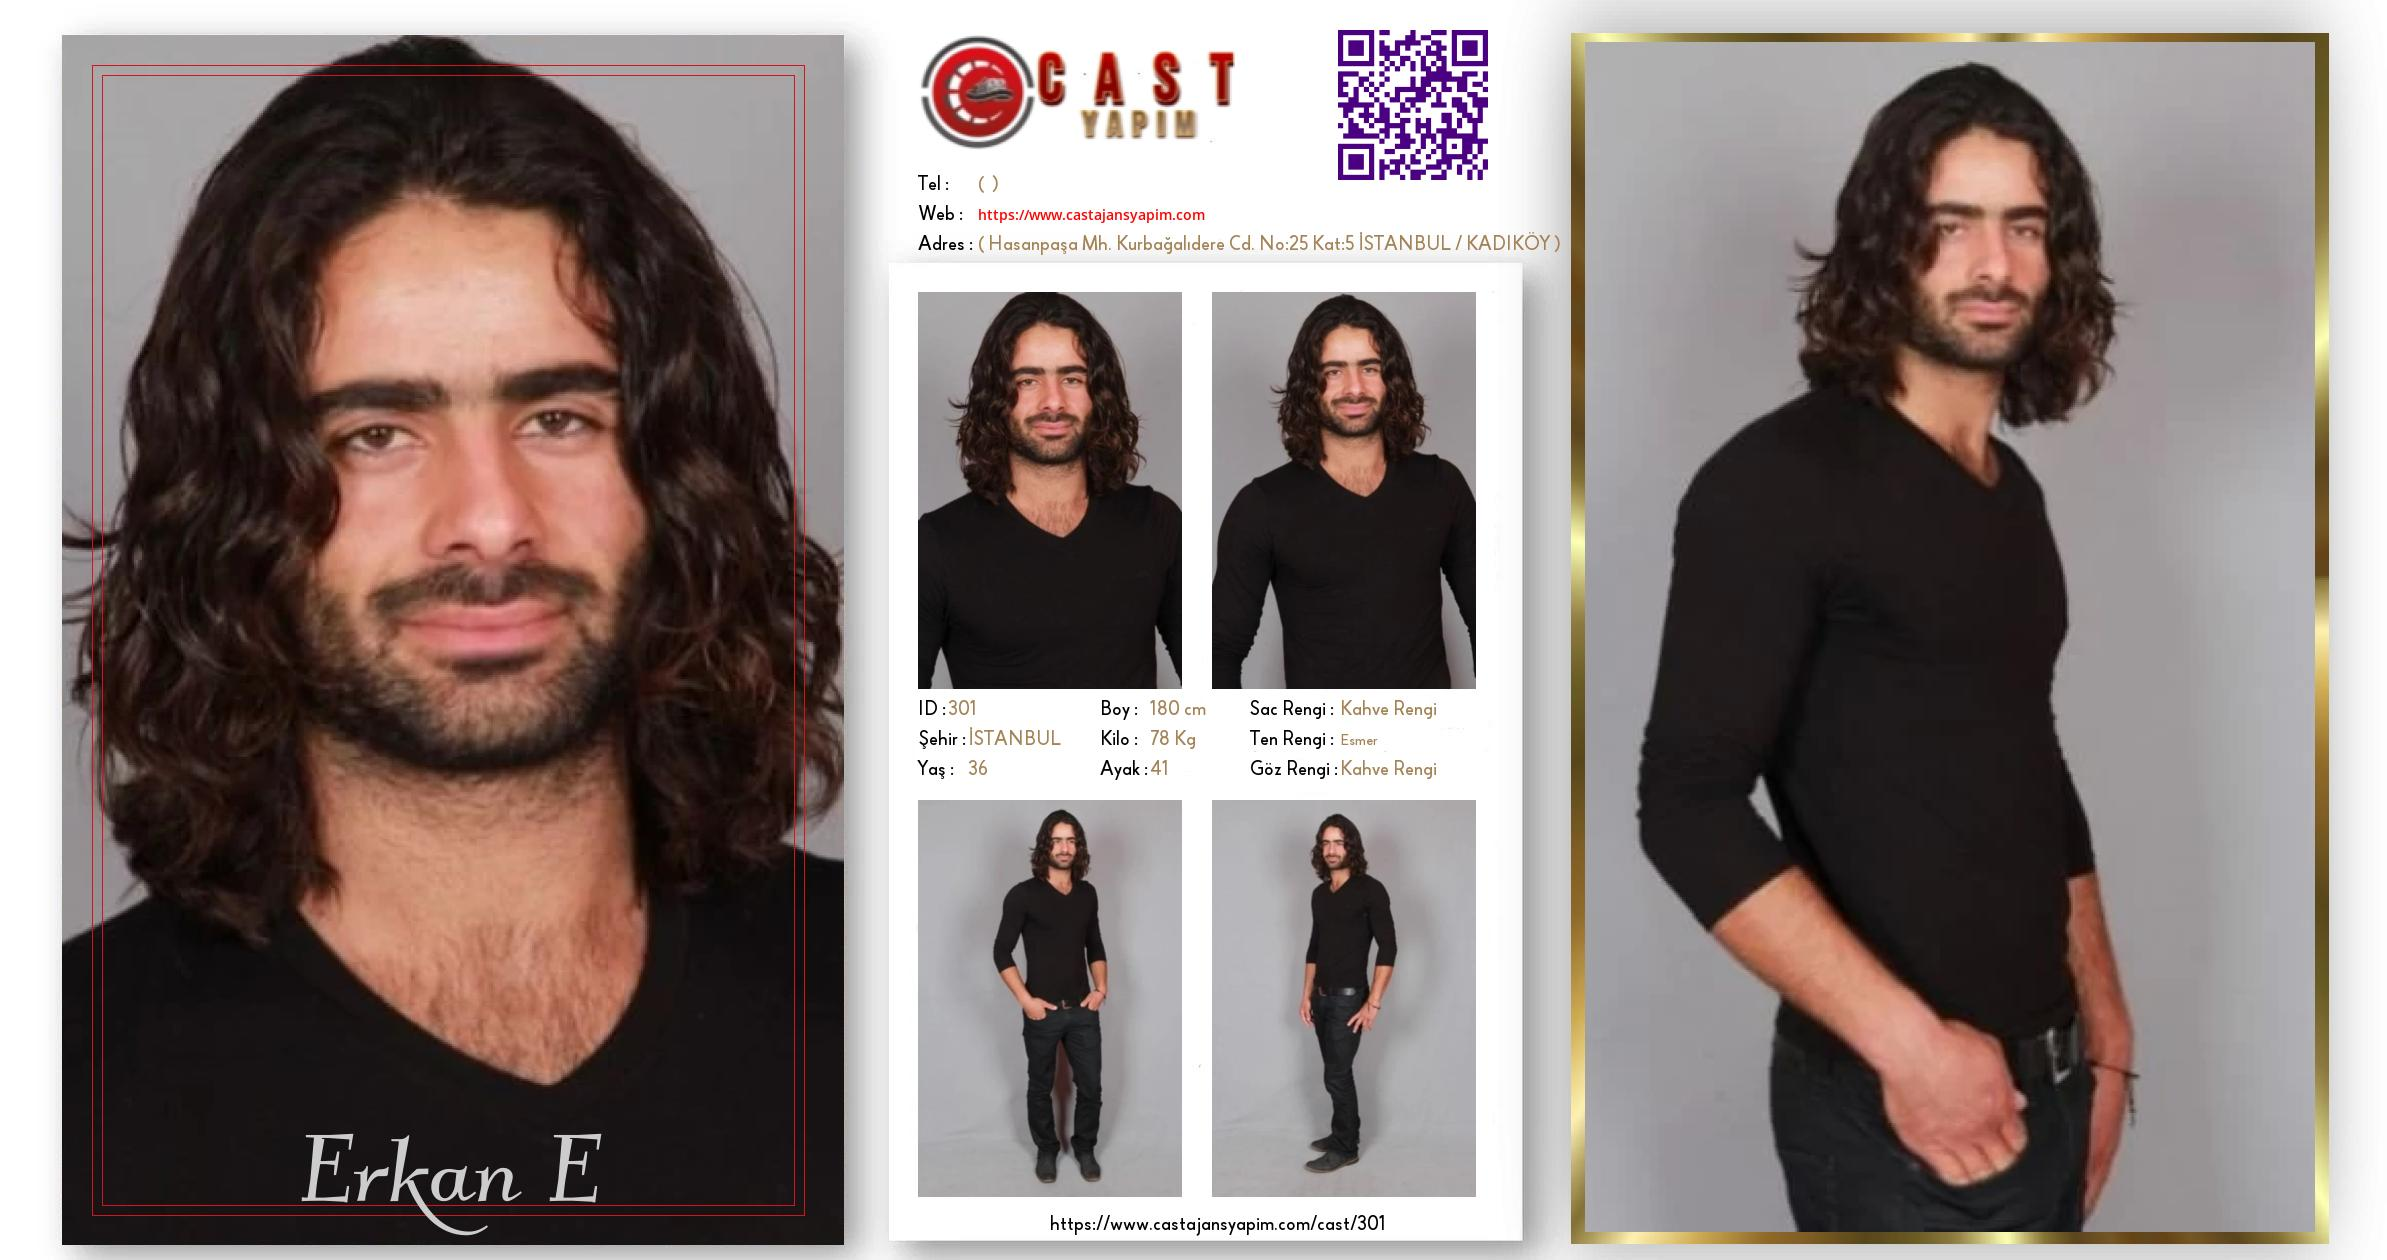 Erkan E
CAST
YAPIM
Tel : ( )
Web : https://www.castajansyapim.com
Adres : ( Hasanpaşa Mh. Kurbağalıdere Cd. No:25 Kat:5 İSTANBUL / KADIKÖY )
ID : 301 Boy : 180 cm Sac Rengi : Kahve Rengi
Şehir : İSTANBUL Kilo : 78 Kg Ten Rengi : Esmer
Yaş : 36 Ayak : 41 Göz Rengi : Kahve Rengi
https://www.castajansyapim.com/cast/301